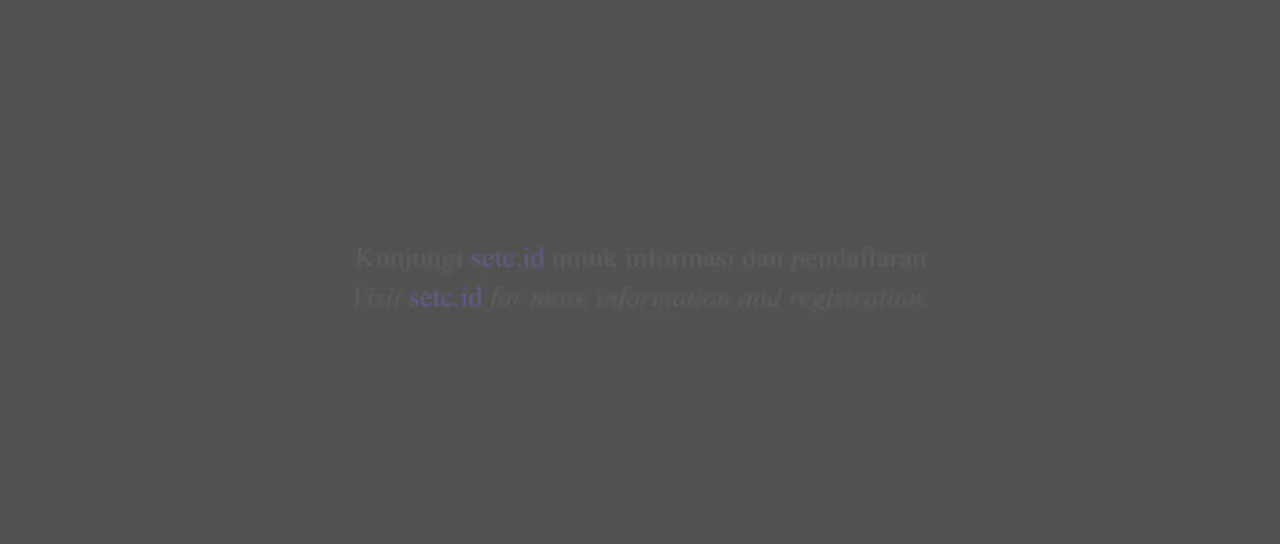 Kunjungi setc.id untuk informasi dan pendaftaran
Visit setc.id for more information and registration